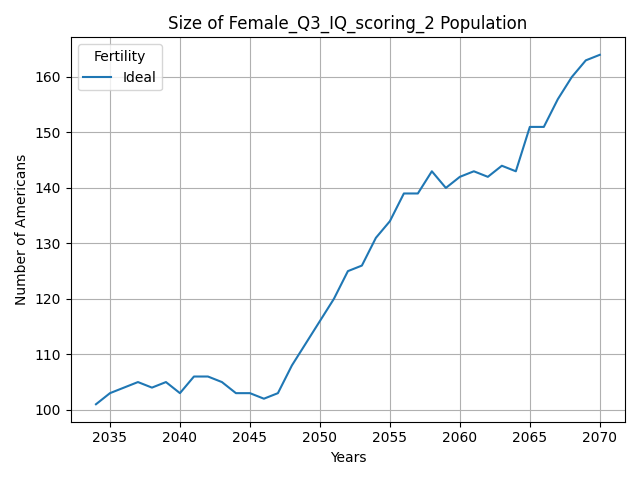 Size of Female_Q3_IQ_scoring_2 Population
Fertility
Ideal
Number of Americans
160
150
140
130
120
110
100
2035 2040 2045 2050 2055 2060 2065 2070
Years